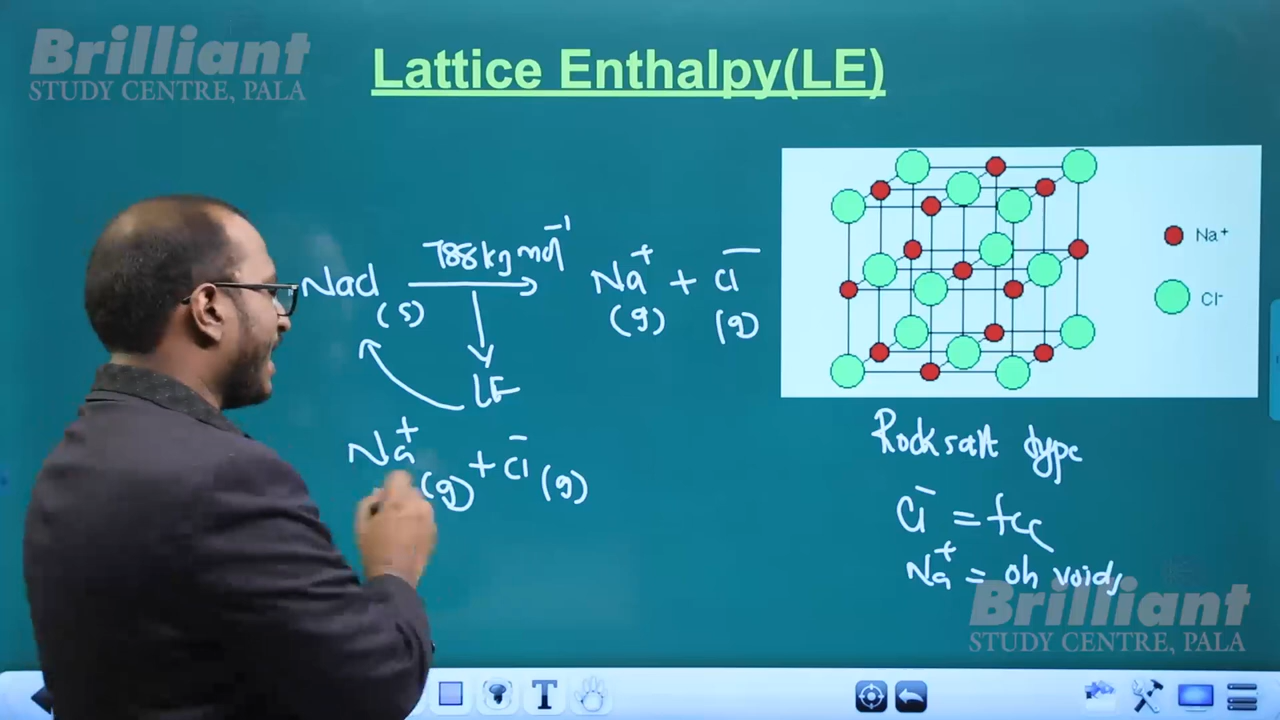 Brilliant
STUDY CENTRE, PALA
Lattice Enthalpy(LE)
788 kJ mol⁻¹
NaCl (s) → Na⁺ (g) + Cl⁻ (g)
LE
Na⁺ (g) + Cl⁻ (g)
Na⁺
Cl⁻
Rock salt type
Cl⁻ = fcc
Na⁺ = Oh voids
Brilliant
STUDY CENTRE, PALA
T